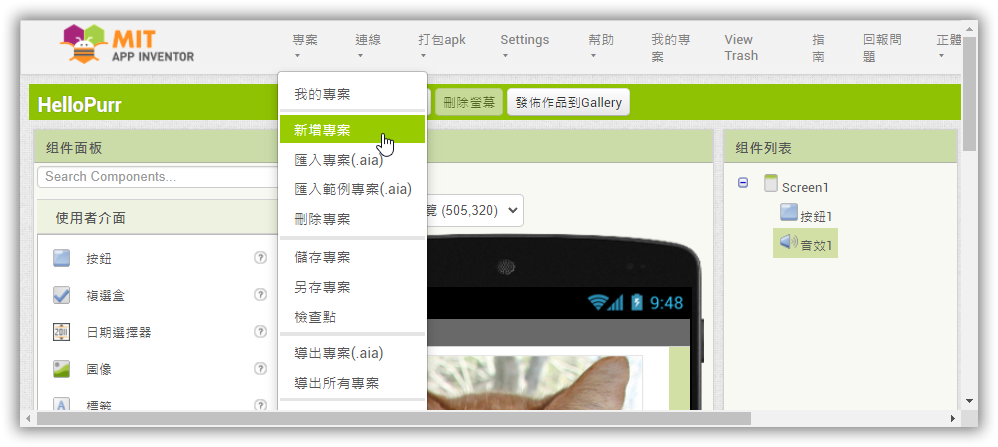 MIT
APP INVENTOR
專案
連線
打包apk
Settings
幫助
我的專
案
View
Trash
指
南
回報問
題
正體
HelloPurr
刪除螢幕
發佈作品到Gallery
我的專案
新增專案
匯入專案(.aia)
匯入範例專案(.aia)
刪除專案
儲存專案
另存專案
檢查點
導出專案(.aia)
導出所有專案
组件面板
Search Components...
使用者介面
按鈕
?
複選盒
?
2011
日期選擇器
?
圖像
?
A
標籤
覽 (505,320)
9:48
组件列表
Screen1
按鈕1
音效1